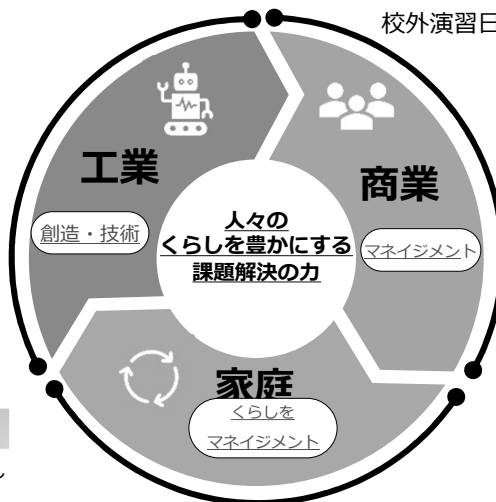 校外演習日
工業
創造・技術
商業
マネイジメント
人々の
くらしを豊かにする
課題解決の力
家庭
くらしを
マネイジメント